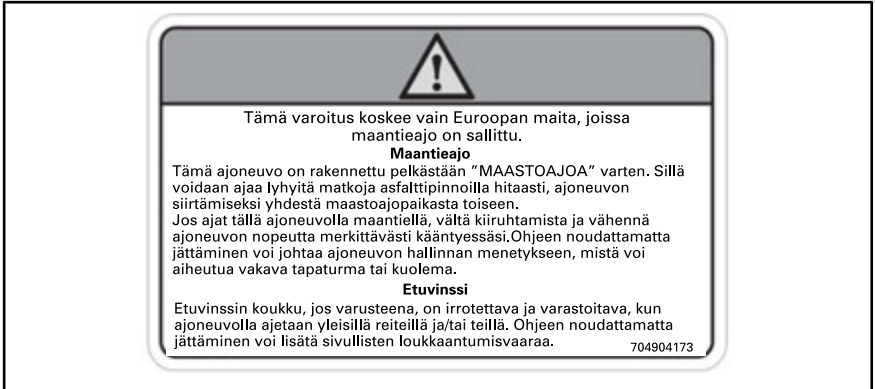 Tämä varoitus koskee vain Euroopan maita, joissa
maantieajo on sallittu.
Maantieajo
Tämä ajoneuvo on rakennettu pelkästään ”MAASTOAJOA” varten. Sillä
voidaan ajaa lyhyitä matkoja asfalttipinnoilla hitaasti, ajoneuvon
siirtämiseksi yhdestä maastoajopaikasta toiseen.
Jos ajat tällä ajoneuvolla maantiellä, vältä kiiruhtamista ja vähennä
ajoneuvon nopeutta merkittävästi kääntyessäsi.Ohjeen noudattamatta
jättäminen voi johtaa ajoneuvon hallinnan menetykseen, mistä voi
aiheutua vakava tapaturma tai kuolema.
Etuvinssi
Etuvinssin koukku, jos varusteena, on irrotettava ja varastoitava, kun
ajoneuvolla ajetaan yleisillä reiteillä ja/tai teillä. Ohjeen noudattamatta
jättäminen voi lisätä sivullisten loukkaantumisvaaraa.
704904173